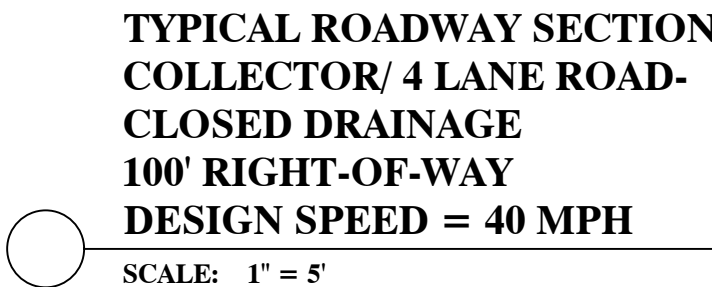 TYPICAL ROADWAY SECTION
COLLECTOR/ 4 LANE ROAD-
CLOSED DRAINAGE
100' RIGHT-OF-WAY
DESIGN SPEED = 40 MPH
SCALE: 1" = 5'